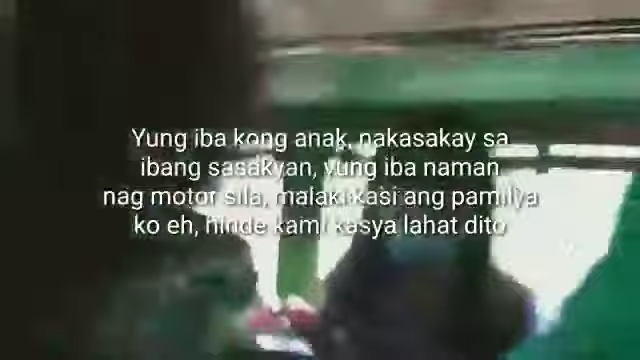 Yung iba kong anak, nakasakay sa
ibang sasakyan, yung iba naman
nag motor sila, malaki kasi ang pamilya
ko eh, hinde kami kasya lahat dito